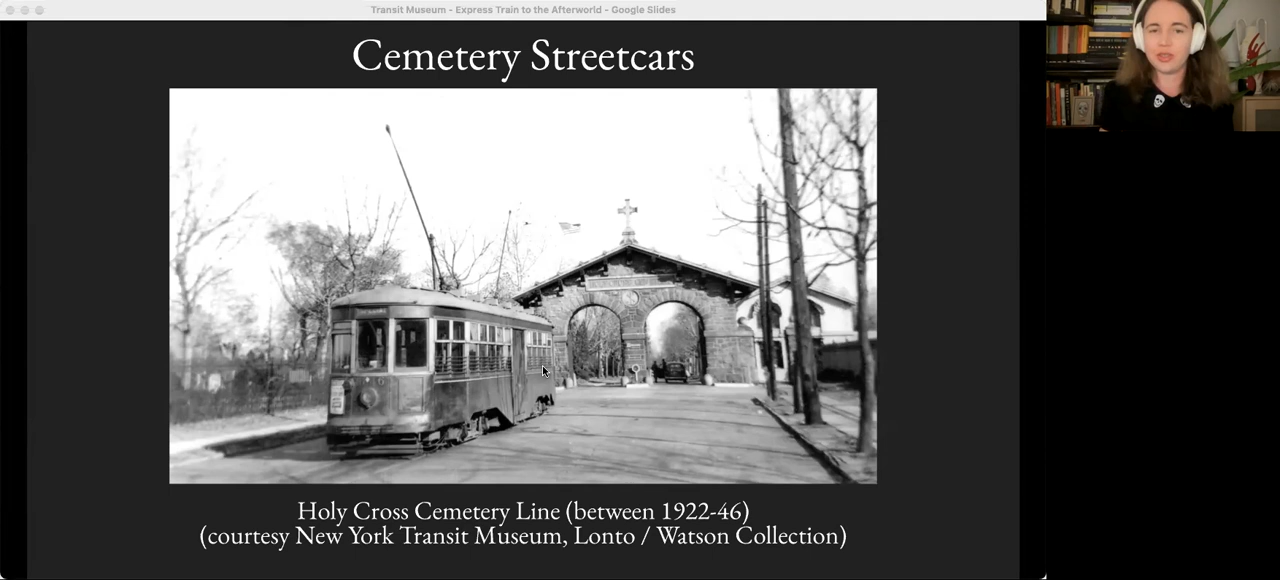 Transit Museum - Express Train to the Afterworld - Google Slides
Cemetery Streetcars
Holy Cross Cemetery Line (between 1922-46)
(courtesy New York Transit Museum, Lonto / Watson Collection)